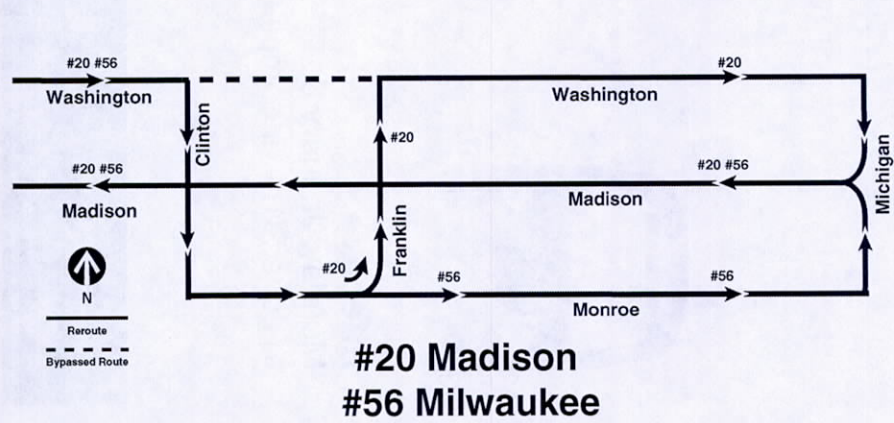 #20 #56
Washington
Clinton
#20
Washington
#20
#20 #56
Madison
#20 #56
Madison
Michigan
Franklin
#20
#56
#56
Monroe
N
Reroute
Bypassed Route
#20 Madison
#56 Milwaukee